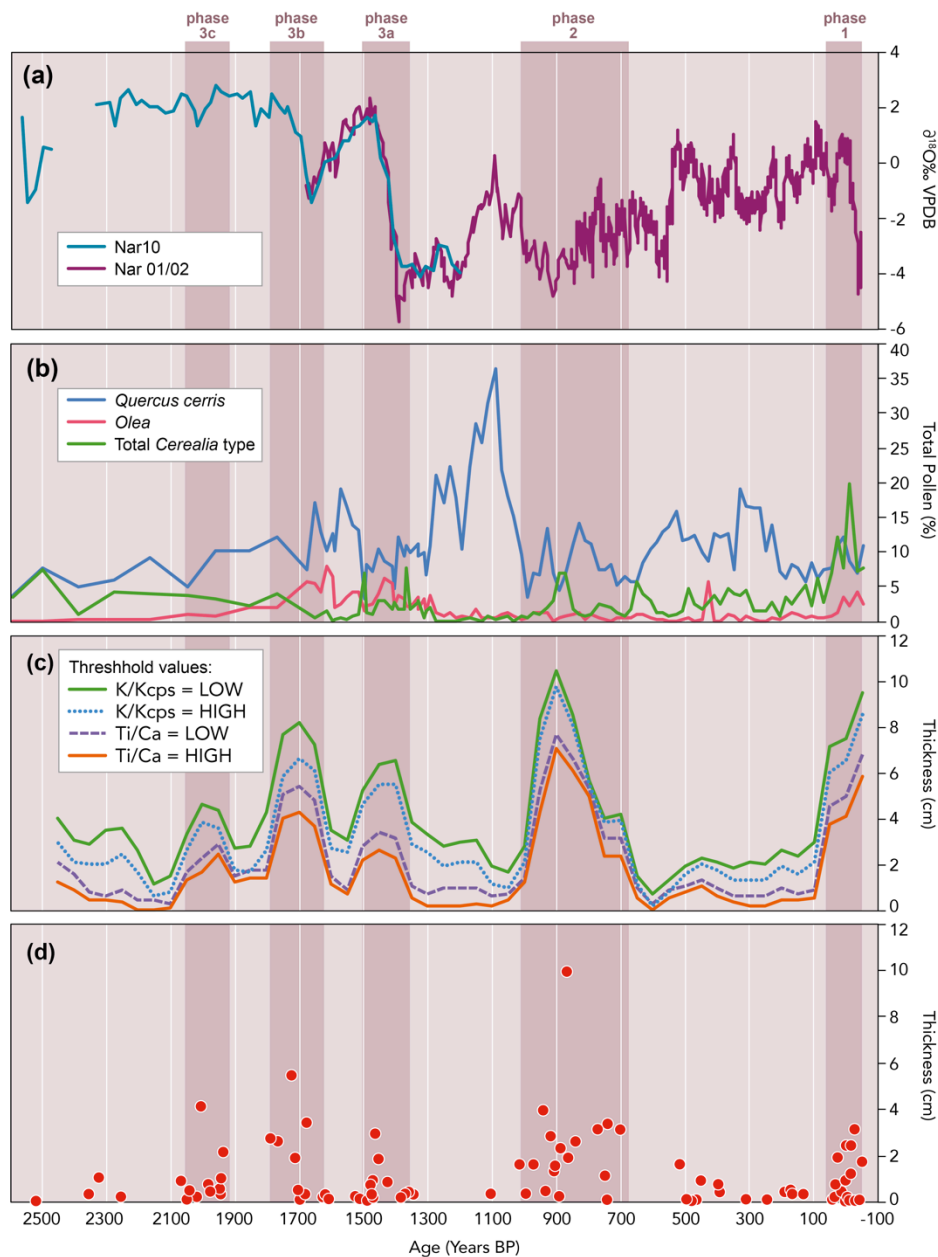 phase phase phase phase phase
3c 3b 3a 2 1
(a)
4
2
0
-2
-4
-6
∂18O‰ VPDB
Nar10
Nar 01/02
(b)
40
35
30
25
20
15
10
5
0
Total Pollen (%)
Quercus cerris
Olea
Total Cerealia type
(c)
12
10
8
6
4
2
0
Thickness (cm)
Threshhold values:
K/Kcps = LOW
K/Kcps = HIGH
Ti/Ca = LOW
Ti/Ca = HIGH
(d)
12
10
8
6
4
2
0
Thickness (cm)
2500 2300 2100 1900 1700 1500 1300 1100 900 700 500 300 100 -100
Age (Years BP)